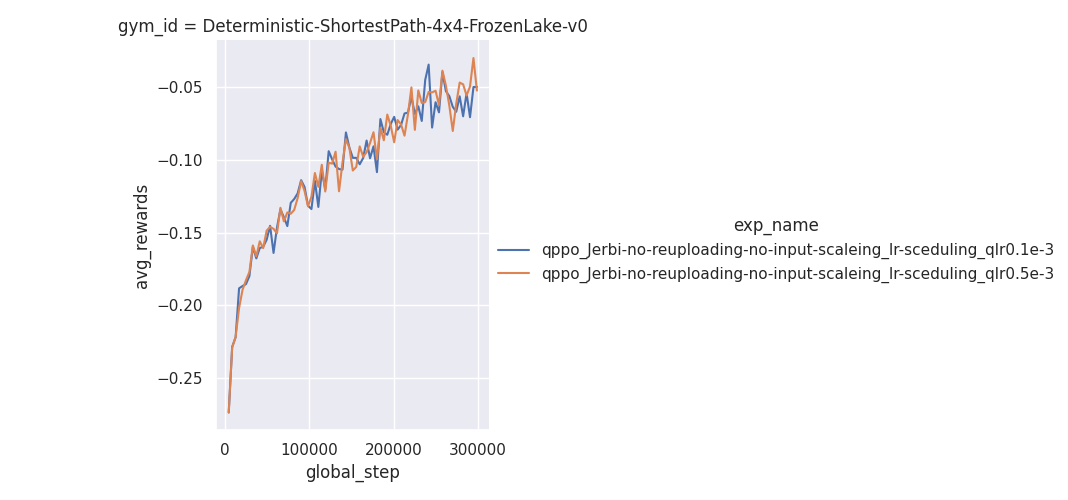 gym_id = Deterministic-ShortestPath-4x4-FrozenLake-v0
−0.05
−0.10
−0.15
−0.20
−0.25
avg_rewards
0
100000
200000
300000
global_step
exp_name
qppo_Jerbi-no-reuploading-no-input-scaleing_lr-sceduling_qlr0.1e-3
qppo_Jerbi-no-reuploading-no-input-scaleing_lr-sceduling_qlr0.5e-3